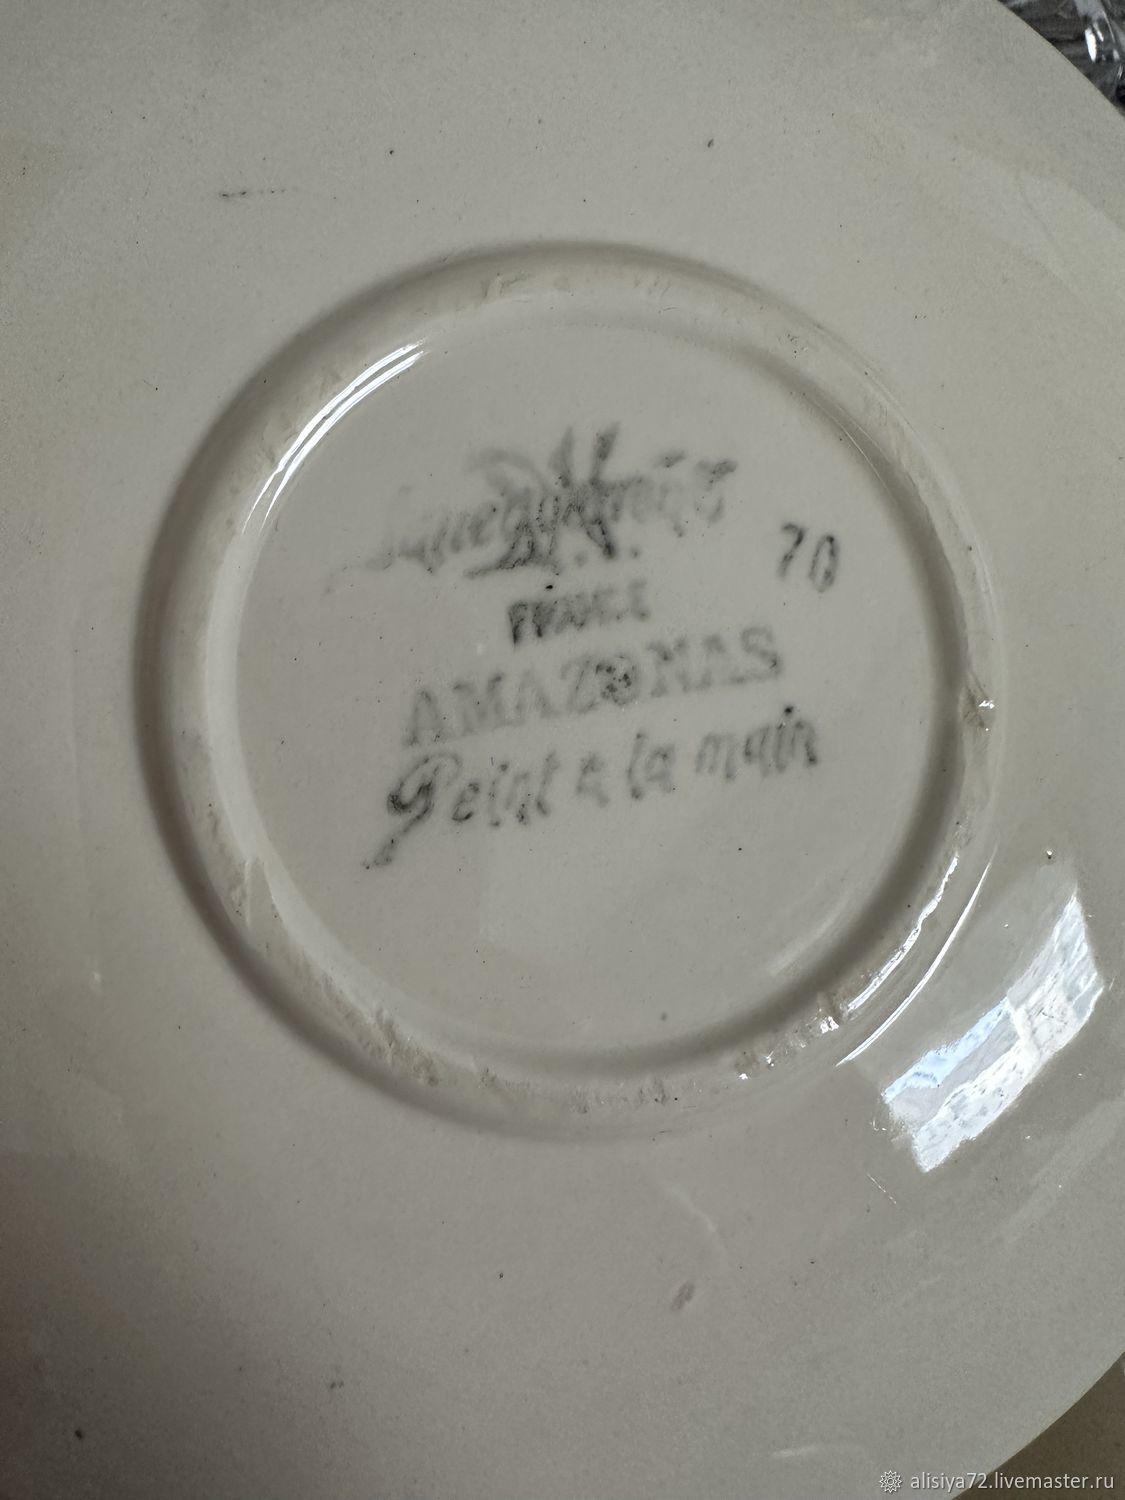 FRANCE
70
AMAZONAS
Peint à la main
alisiya72.livemaster.ru